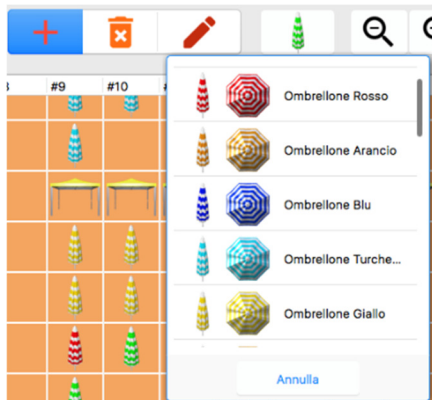 #9 #10
Ombrellone Rosso
Ombrellone Arancio
Ombrellone Blu
Ombrellone Turche...
Ombrellone Giallo
Annulla